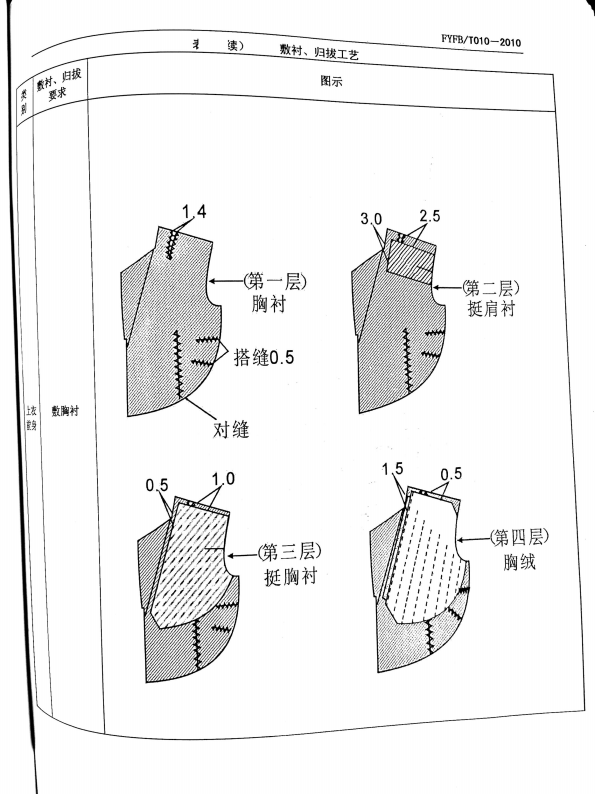 FYFB/T010—2010
读） 敷衬、归拔工艺
类别
敷衬、归拔
要求
图示
1.4
(第一层)
胸衬
搭缝0.5
对缝
3.0 2.5
(第二层)
挺肩衬
上衣
前身
敷胸衬
0.5 1.0
(第三层)
挺胸衬
1.5 0.5
(第四层)
胸绒